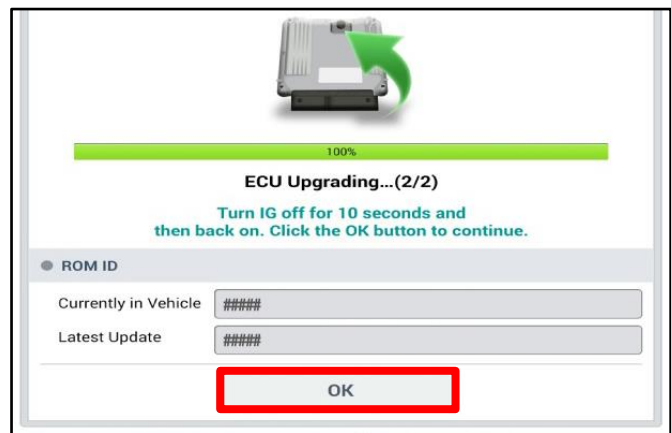 100%
ECU Upgrading...(2/2)
Turn IG off for 10 seconds and
then back on. Click the OK button to continue.
ROM ID
Currently in Vehicle #####
Latest Update #####
OK